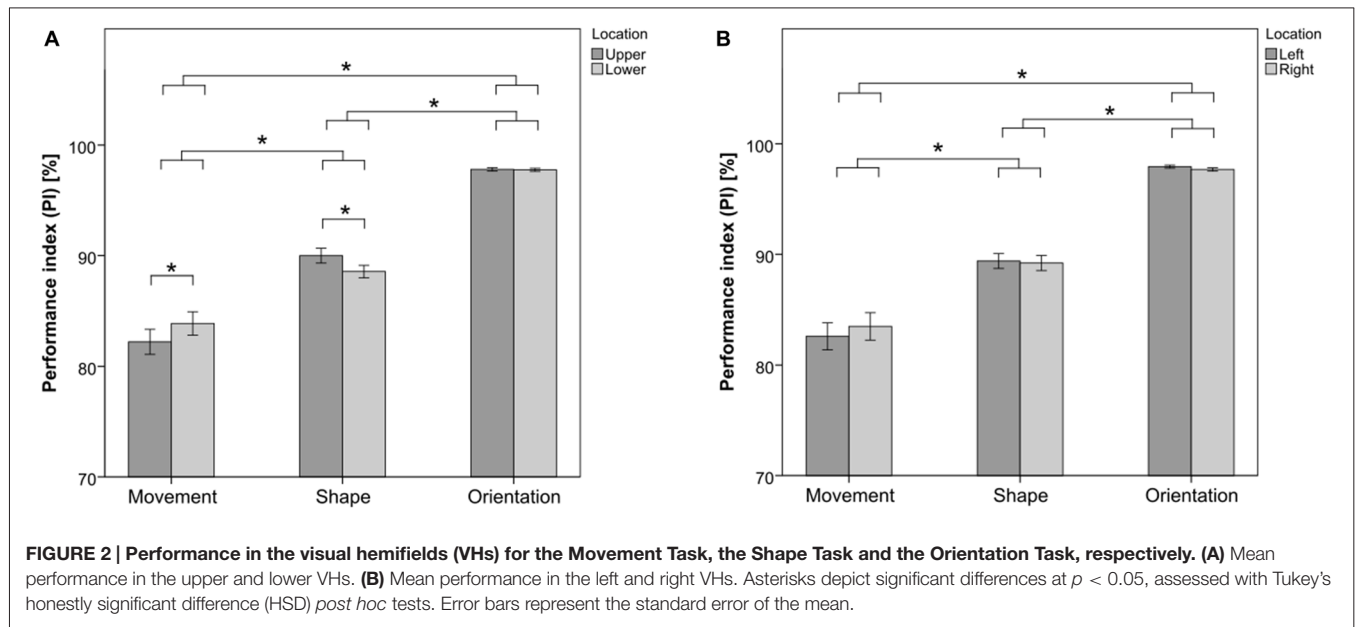 A
Location
Upper
Lower
*
*
*
*
*
Performance index (PI) [%]
100
90
80
70
Movement Shape Orientation
B
Location
Left
Right
*
*
*
Performance index (PI) [%]
100
90
80
70
Movement Shape Orientation
FIGURE 2 | Performance in the visual hemifields (VHs) for the Movement Task, the Shape Task and the Orientation Task, respectively. (A) Mean
performance in the upper and lower VHs. (B) Mean performance in the left and right VHs. Asterisks depict significant differences at p < 0.05, assessed with Tukey's
honestly significant difference (HSD) post hoc tests. Error bars represent the standard error of the mean.